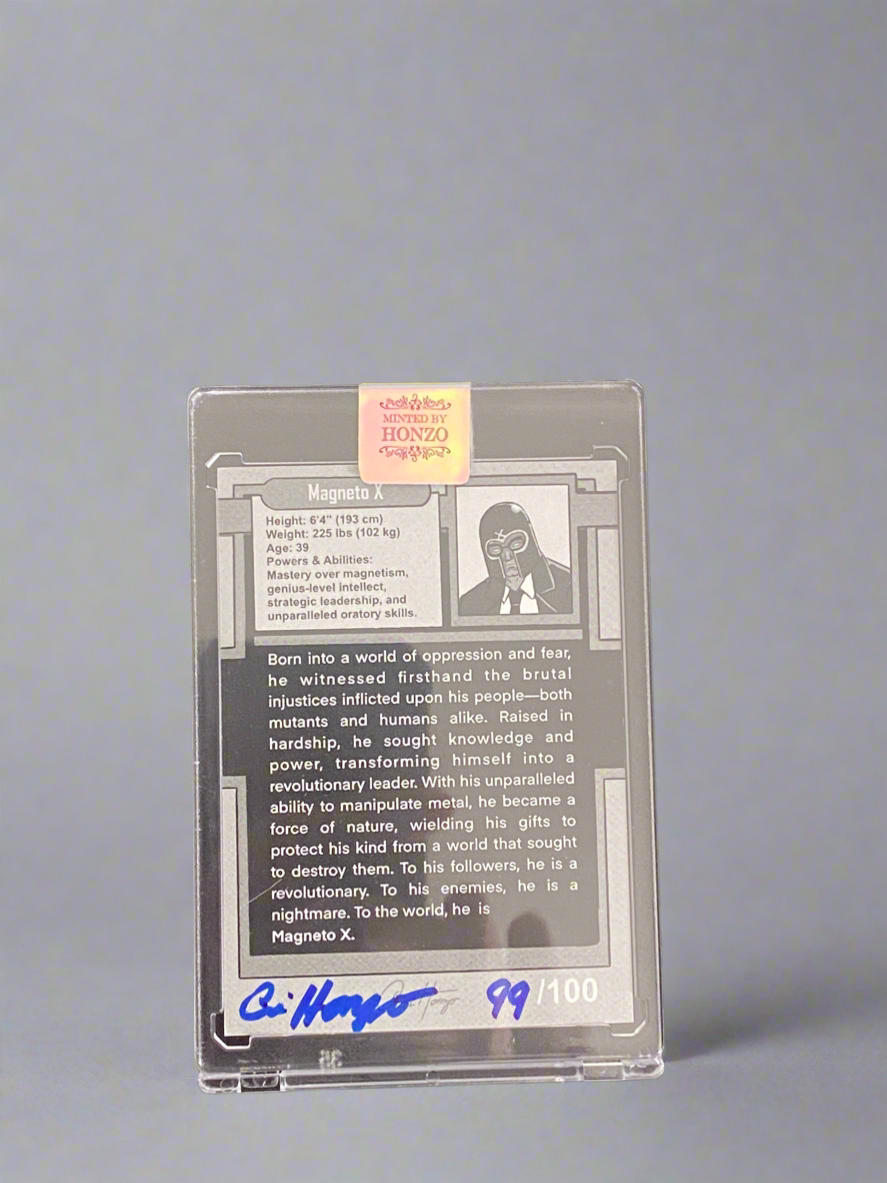 MINTED BY
HONZO
Magneto X
Height: 6'4" (193 cm)
Weight: 225 lbs (102 kg)
Age: 39
Powers & Abilities:
Mastery over magnetism,
genius-level intellect,
strategic leadership, and
unparalleled oratory skills.
Born into a world of oppression and fear,
he witnessed firsthand the brutal
injustices inflicted upon his people—both
mutants and humans alike. Raised in
hardship, he sought knowledge and
power, transforming himself into a
revolutionary leader. With his unparalleled
ability to manipulate metal, he became a
force of nature, wielding his gifts to
protect his kind from a world that sought
to destroy them. To his followers, he is a
revolutionary. To his enemies, he is a
nightmare. To the world, he is
Magneto X.
Honzo 99/100